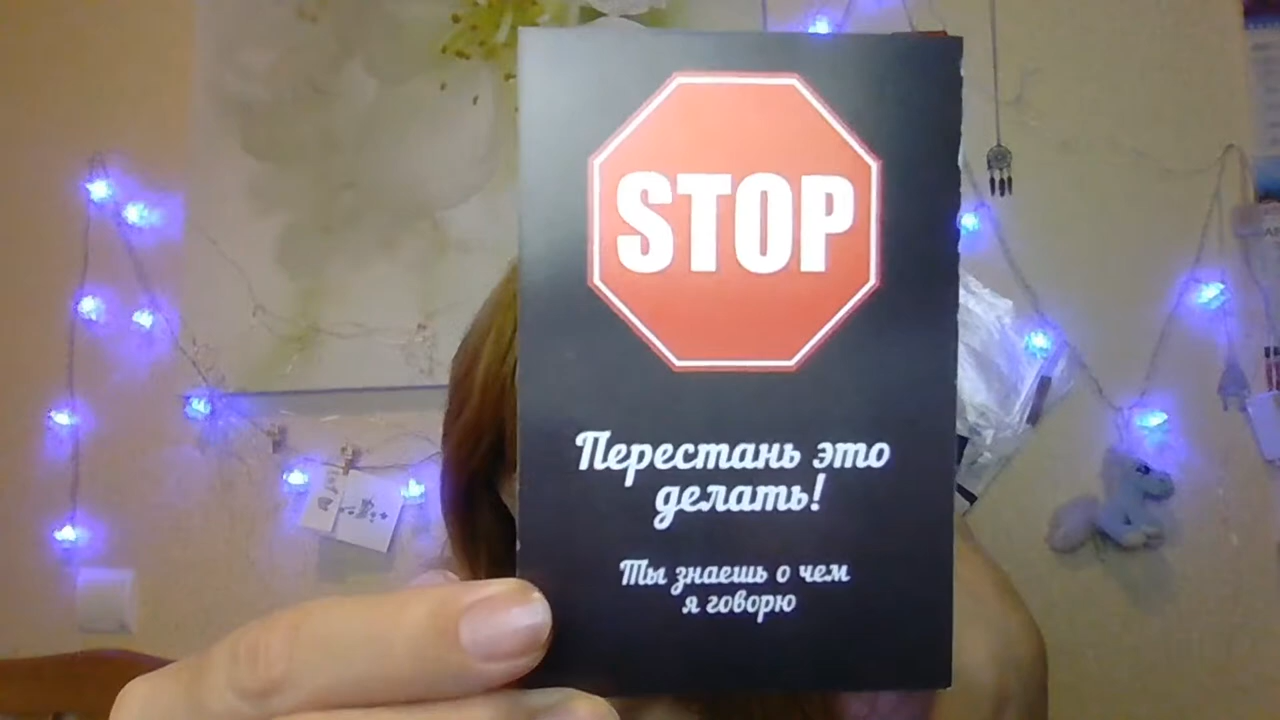 STOP
Перестань это
делать!
Ты знаешь о чем
я говорю